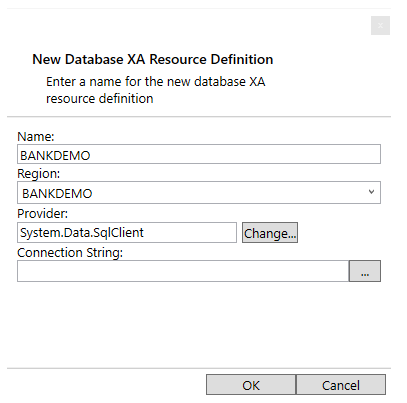 New Database XA Resource Definition
Enter a name for the new database XA
resource definition
Name:
BANKDEMO
Region:
BANKDEMO
Provider:
System.Data.SqlClient
Change...
Connection String:
...
OK
Cancel